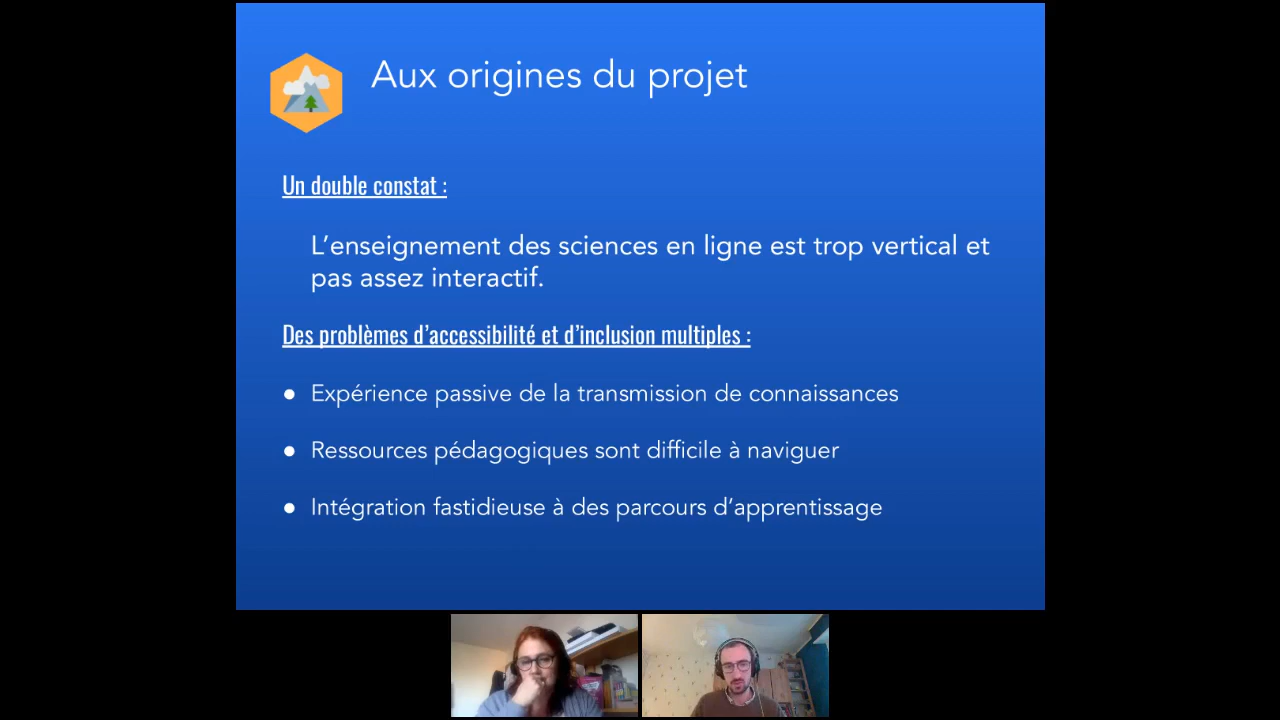 Aux origines du projet
Un double constat :
L’enseignement des sciences en ligne est trop vertical et
pas assez interactif.
Des problèmes d’accessibilité et d’inclusion multiples :
● Expérience passive de la transmission de connaissances
● Ressources pédagogiques sont difficile à naviguer
● Intégration fastidieuse à des parcours d’apprentissage